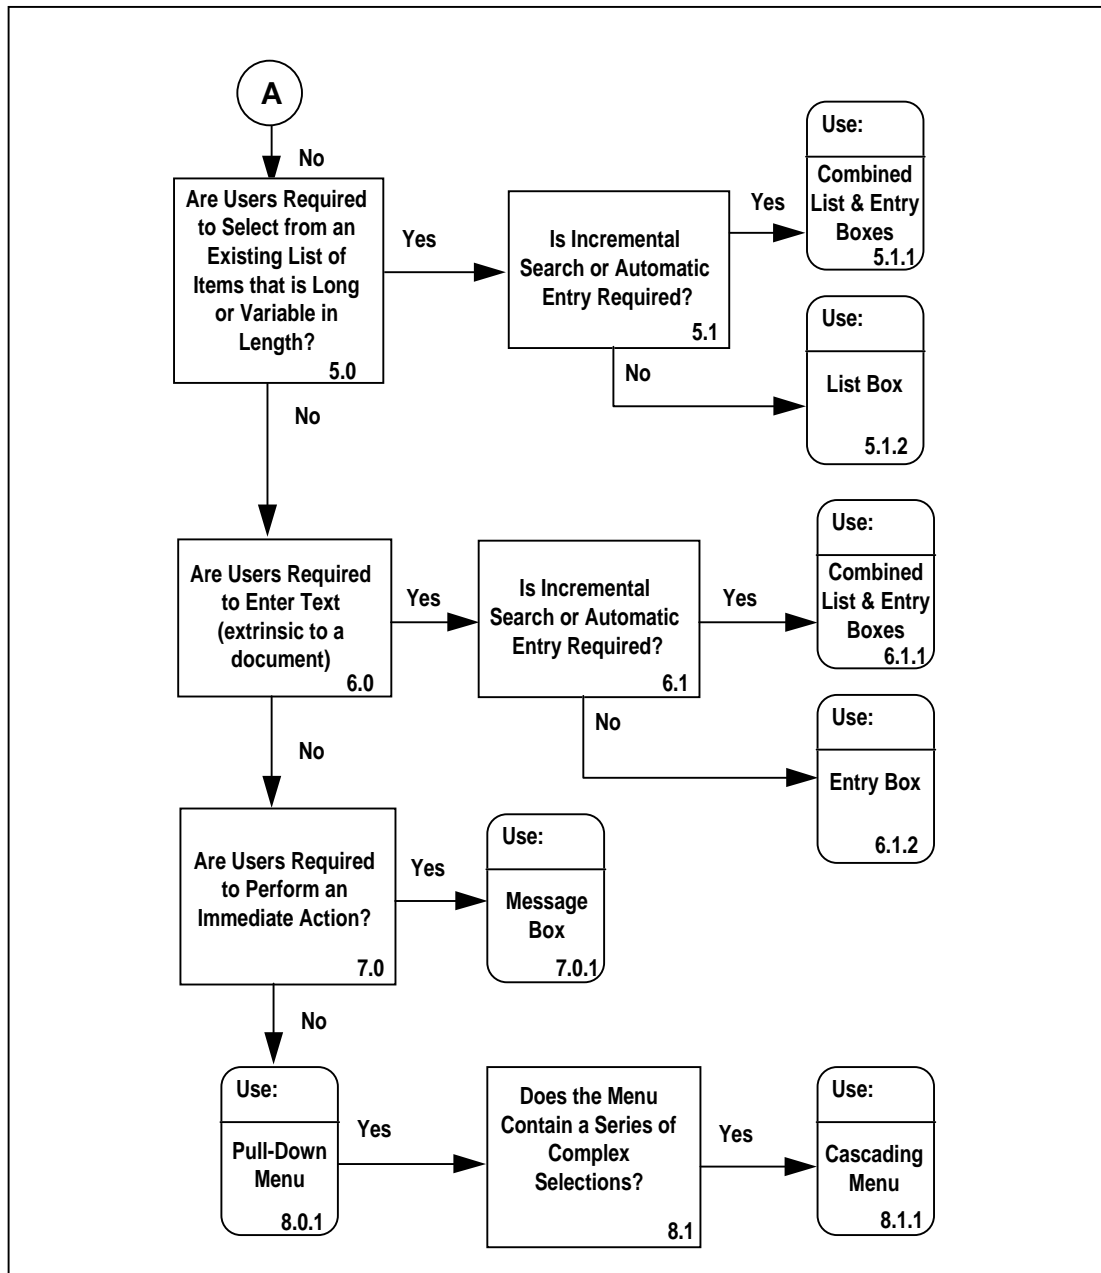 A
No
Are Users Required
to Select from an
Existing List of
Items that is Long
or Variable in
Length?
5.0
Yes
Is Incremental
Search or Automatic
Entry Required?
5.1
Yes
Use:
Combined
List & Entry
Boxes
5.1.1
No
Use:
List Box
5.1.2
No
Are Users Required
to Enter Text
(extrinsic to a
document)
6.0
Yes
Is Incremental
Search or Automatic
Entry Required?
6.1
Yes
Use:
Combined
List & Entry
Boxes
6.1.1
No
Use:
Entry Box
6.1.2
No
Are Users Required
to Perform an
Immediate Action?
7.0
Yes
Use:
Message
Box
7.0.1
No
Use:
Pull-Down
Menu
8.0.1
Yes
Does the Menu
Contain a Series of
Complex
Selections?
8.1
Yes
Use:
Cascading
Menu
8.1.1